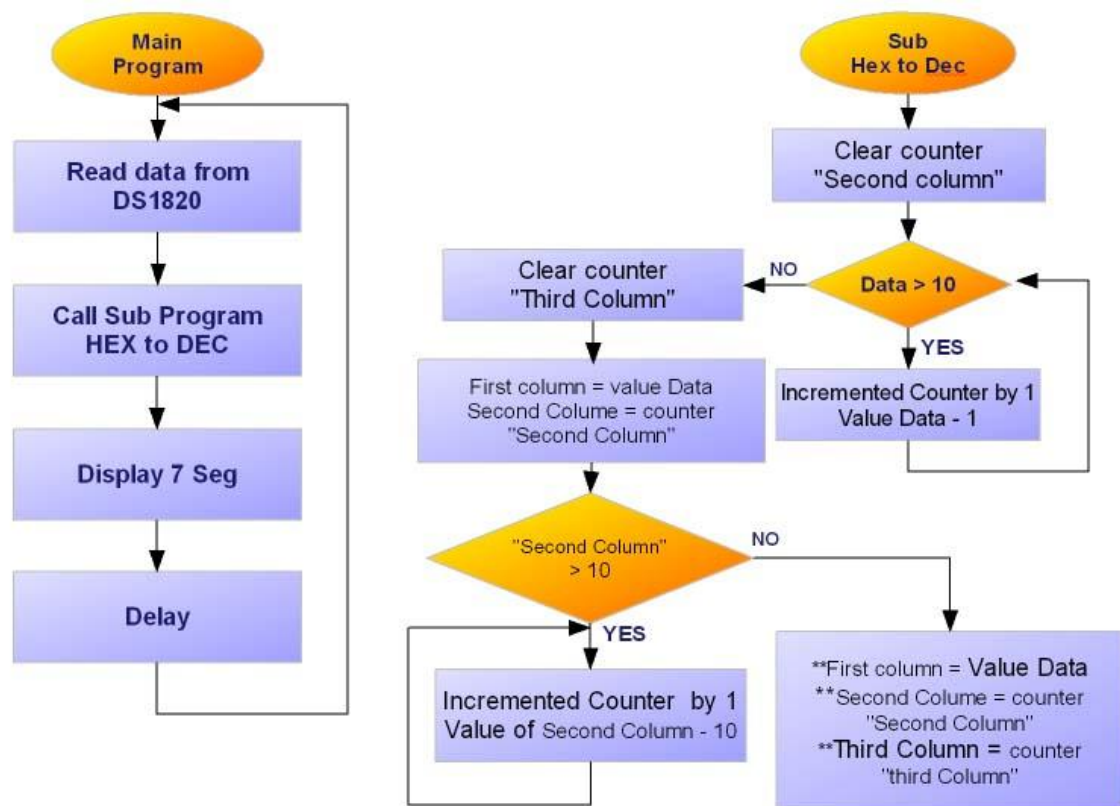 Main
Program
Read data from
DS1820
Call Sub Program
HEX to DEC
Display 7 Seg
Delay
Sub
Hex to Dec
Clear counter
"Second column"
Data > 10
NO
YES
Incremented Counter by 1
Value Data - 1
Clear counter
"Third Column"
First column = value Data
Second Colume = counter
"Second Column"
"Second Column"
> 10
NO
YES
Incremented Counter by 1
Value of Second Column - 10
**First column = Value Data
**Second Colume = counter
"Second Column"
**Third Column = counter
"third Column"